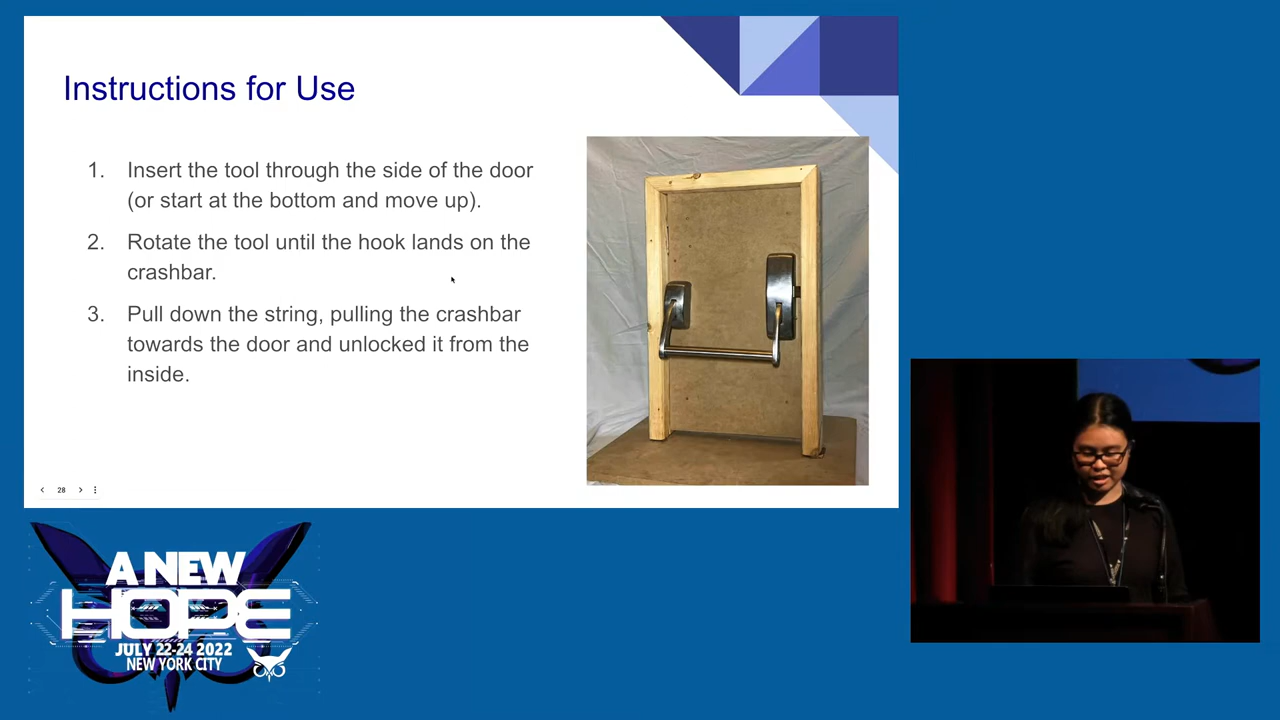 Instructions for Use
1. Insert the tool through the side of the door
(or start at the bottom and move up).
2. Rotate the tool until the hook lands on the
crashbar.
3. Pull down the string, pulling the crashbar
towards the door and unlocked it from the
inside.
28
A NEW
HOPE
JULY 22-24 2022
NEW YORK CITY